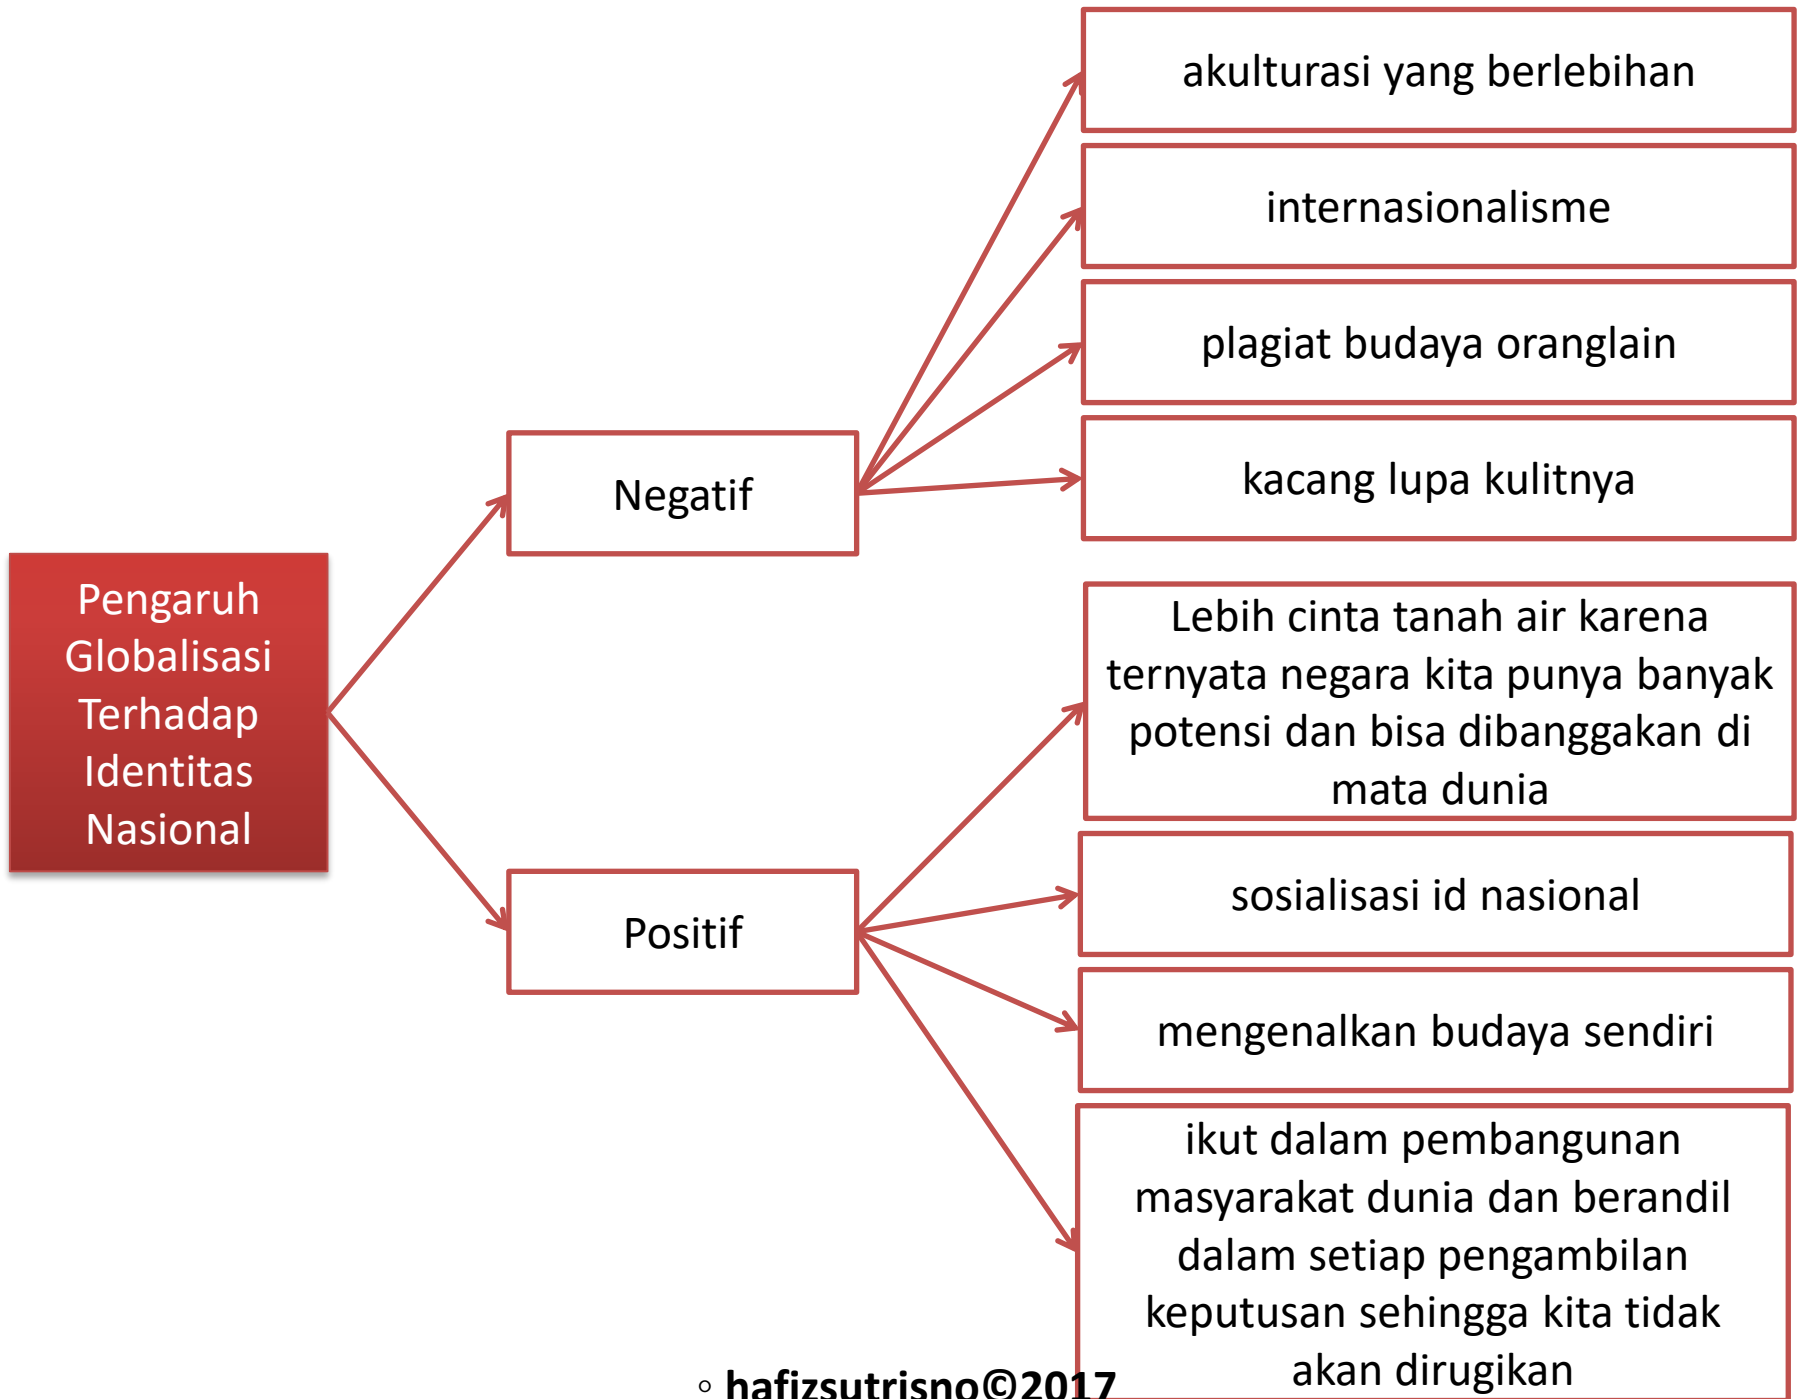 Pengaruh
Globalisasi
Terhadap
Identitas
Nasional
Negatif
akulturasi yang berlebihan
internasionalisme
plagiat budaya oranglain
kacang lupa kulitnya
Positif
Lebih cinta tanah air karena
ternyata negara kita punya banyak
potensi dan bisa dibanggakan di
mata dunia
sosialisasi id nasional
mengenalkan budaya sendiri
ikut dalam pembangunan
masyarakat dunia dan berandil
dalam setiap pengambilan
keputusan sehingga kita tidak
akan dirugikan
◦ hafizsutrisno©2017